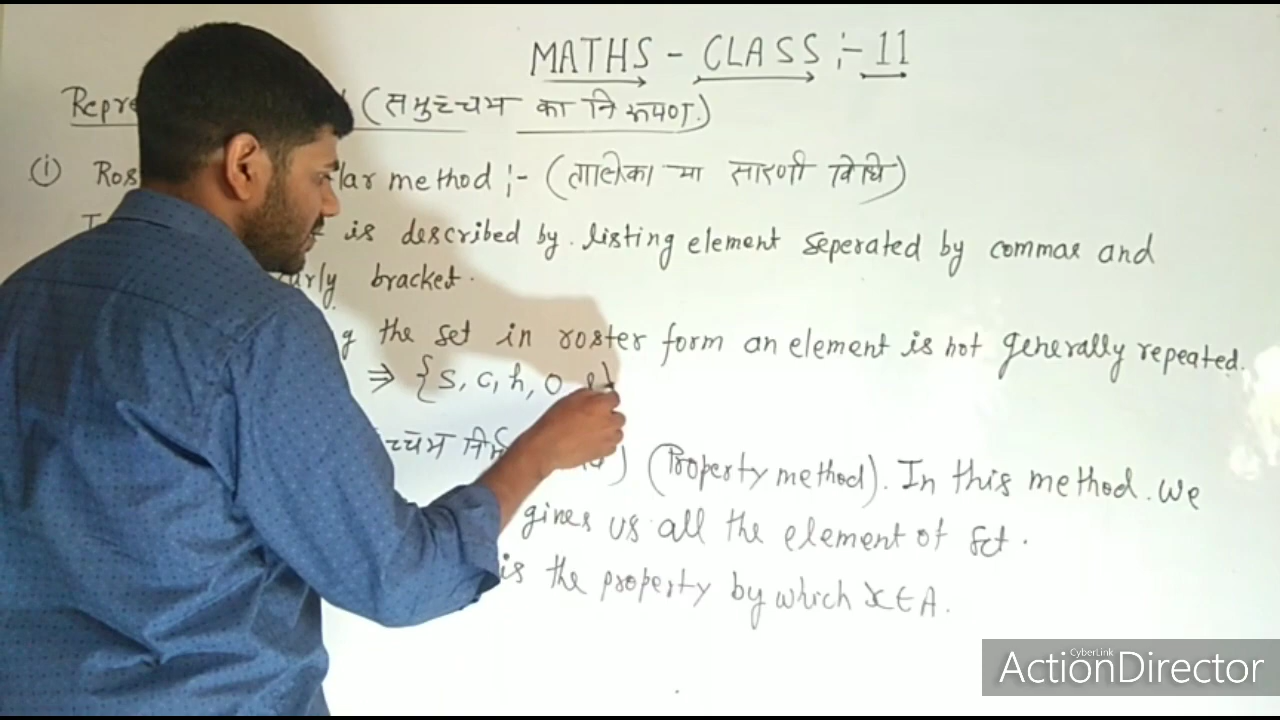 MATHS - CLASS :- 11
Repre (समुच्चय का निरूपण.)
(i) Ros lar method :- (तालिका या सारणी विधि)
is described by. listing element seperated by commas and
curly bracket.
the set in roster form an element is not generally repeated.
⇒ {s, c, h, o, l}
(Property method). In this method. we
gives us all the element of set.
is the property by which x∈A.
CyberLink
ActionDirector